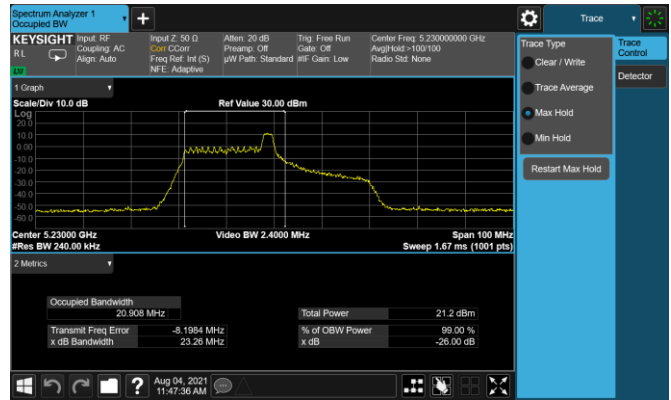 Spectrum Analyzer 1
Occupied BW
KEYSIGHT
RL
LV
Input: RF
Coupling: AC
Align: Auto
Input Z: 50 Ω
Corr CCorr
Freq Ref: Int (S)
NFE: Adaptive
Atten: 20 dB
Preamp: Off
µW Path: Standard
Trig: Free Run
Gate: Off
#IF Gain: Low
Center Freq: 5.230000000 GHz
Avg|Hold >100/100
Radio Std: None
1 Graph
Scale/Div 10.0 dB
Ref Value 30.00 dBm
Log
20.0
10.0
0.00
-10.0
-20.0
-30.0
-40.0
-50.0
-60.0
Center 5.23000 GHz
#Res BW 240.00 kHz
Video BW 2.4000 MHz
Span 100 MHz
Sweep 1.67 ms (1001 pts)
2 Metrics
Occupied Bandwidth
20.908 MHz
Total Power 21.2 dBm
Transmit Freq Error -8.1984 MHz
% of OBW Power 99.00 %
x dB Bandwidth 23.26 MHz
x dB -26.00 dB
?
Aug 04, 2021
11:47:36 AM
Trace
Trace Type
Clear / Write
Trace Average
Max Hold
Min Hold
Restart Max Hold
Trace
Control
Detector